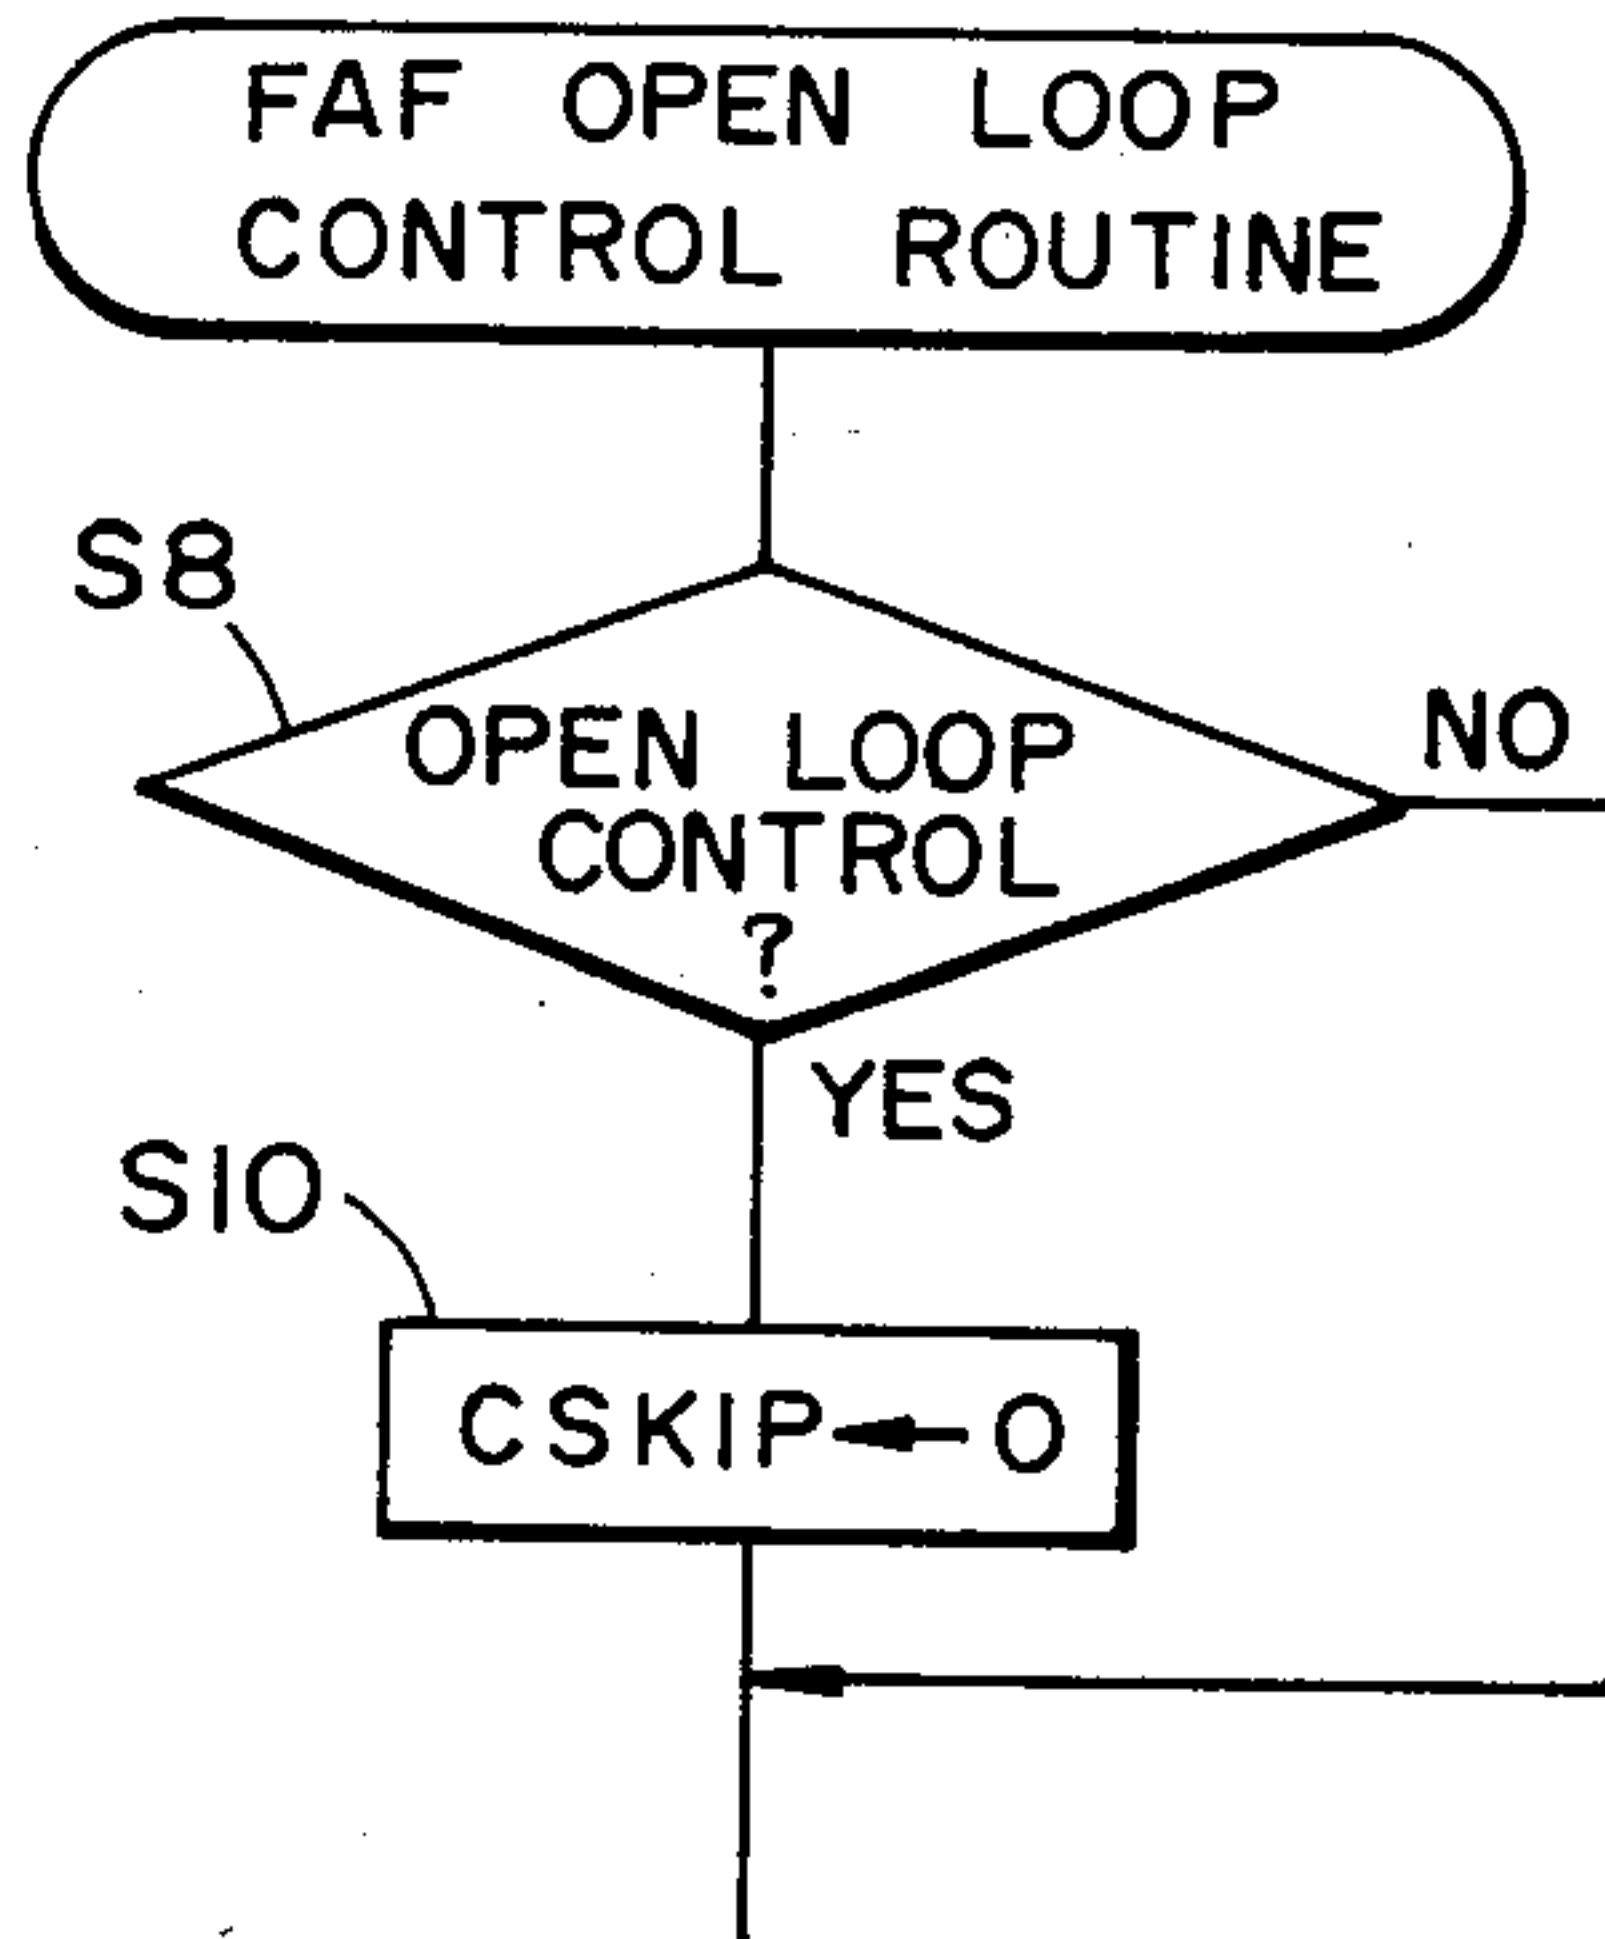 FAF OPEN LOOP
CONTROL ROUTINE
S8
OPEN LOOP
CONTROL
?
NO
YES
S10
CSKIP ← 0